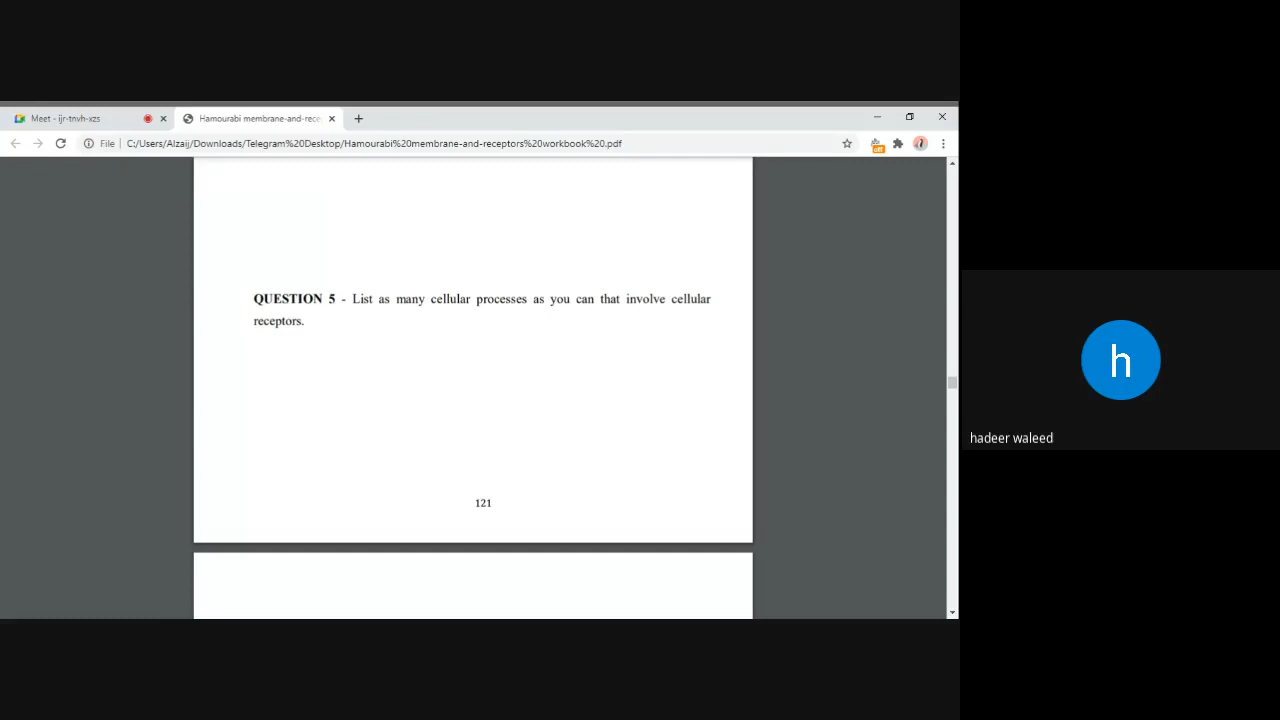 Meet - ijr-tnvh-xzs
Hamourabi membrane-and-rece
File
C:/Users/Alzaij/Downloads/Telegram%20Desktop/Hamourabi%20membrane-and-receptors%20workbook%20.pdf
off
QUESTION 5 - List as many cellular processes as you can that involve cellular
receptors.
121
h
hadeer waleed